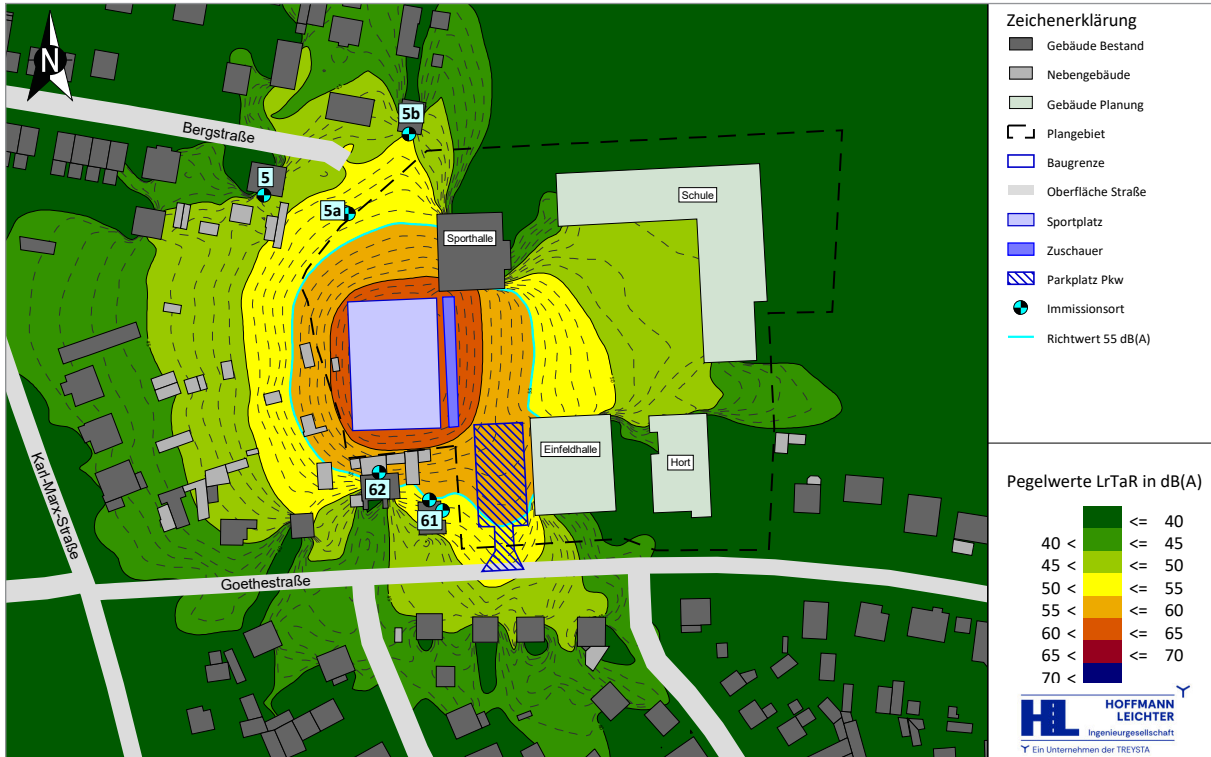 N
Bergstraße
5b
5
5a
Sporthalle
Schule
Einfeldhalle
Hort
62
61
Karl-Marx-Straße
Goethestraße
Zeichenerklärung
Gebäude Bestand
Nebengebäude
Gebäude Planung
Plangebiet
Baugrenze
Oberfläche Straße
Sportplatz
Zuschauer
Parkplatz Pkw
Immissionsort
Richtwert 55 dB(A)
Pegelwerte LrTaR in dB(A)
<= 40
40 < <= 45
45 < <= 50
50 < <= 55
55 < <= 60
60 < <= 65
65 < <= 70
70 <
HL HOFFMANN
LEICHTER
Ingenieurgesellschaft
Ein Unternehmen der TREYSTA